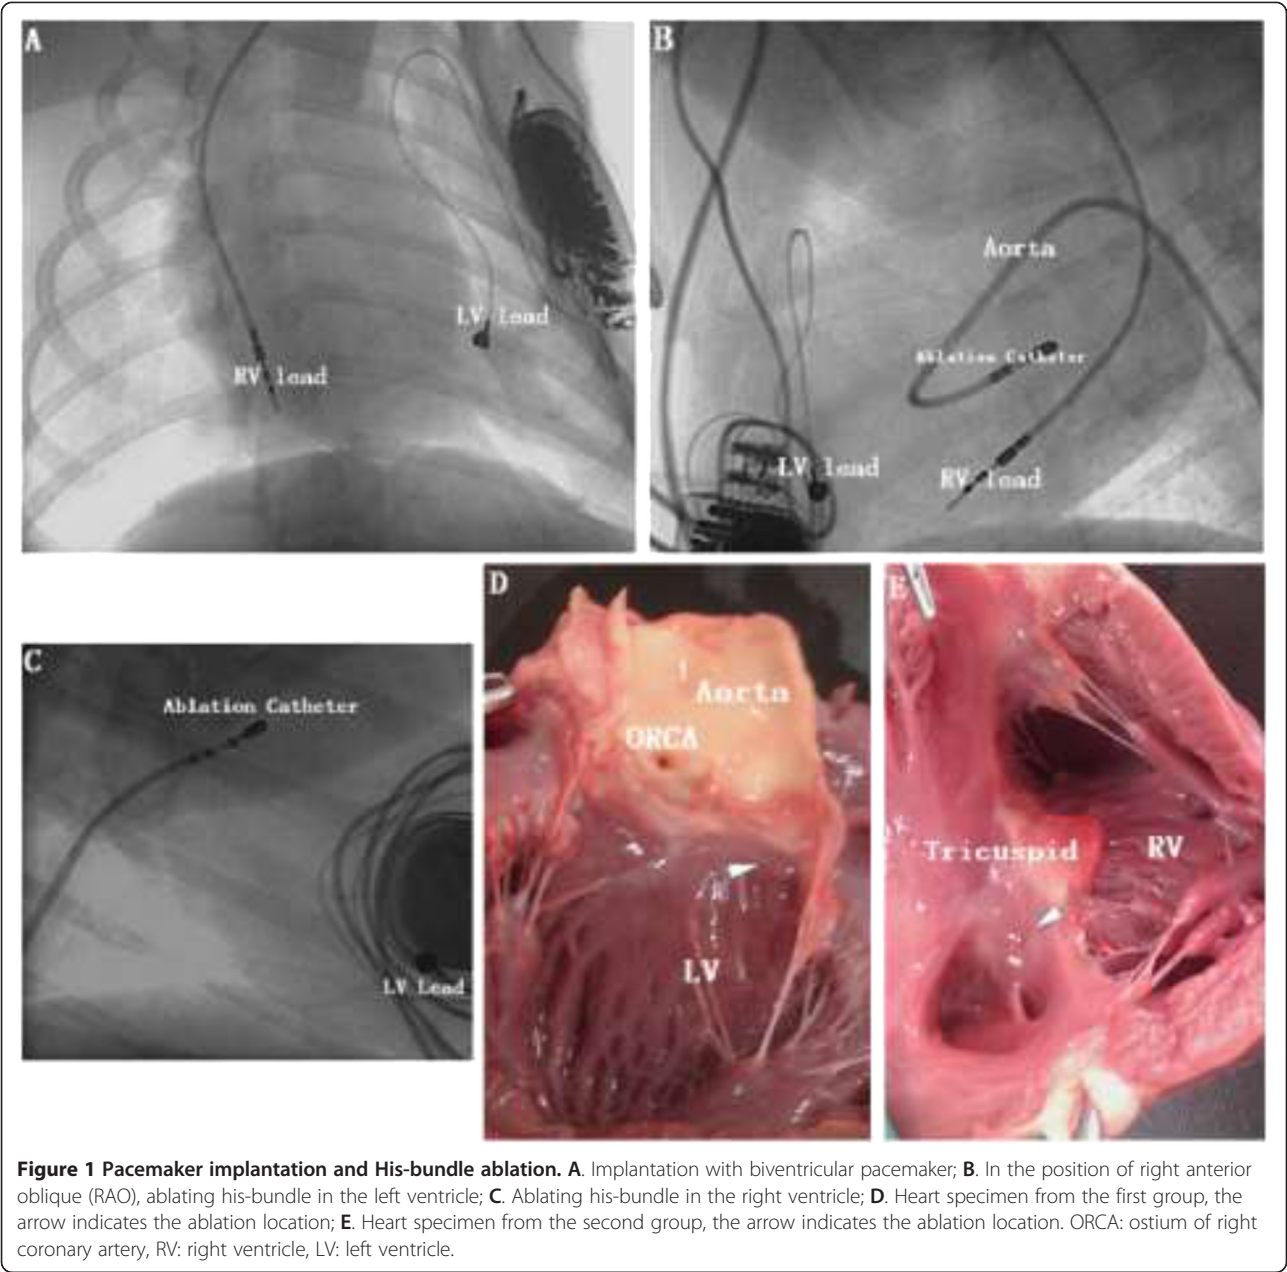 A
LV lead
RV lead
B
Aorta
Ablation Catheter
LV lead
RV lead
C
Ablation Catheter
LV Lead
D
Aorta
ORCA
LV
E
Tricuspid
RV
Figure 1 Pacemaker implantation and His-bundle ablation. A. Implantation with biventricular pacemaker; B. In the position of right anterior
oblique (RAO), ablating his-bundle in the left ventricle; C. Ablating his-bundle in the right ventricle; D. Heart specimen from the first group, the
arrow indicates the ablation location; E. Heart specimen from the second group, the arrow indicates the ablation location. ORCA: ostium of right
coronary artery, RV: right ventricle, LV: left ventricle.